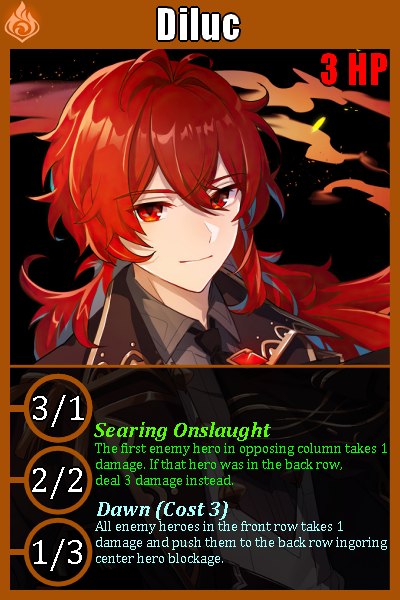 Diluc
3 HP
3/1
Searing Onslaught
The first enemy hero in opposing column takes 1
damage. If that hero was in the back row,
deal 3 damage instead.
2/2
Dawn (Cost 3)
All enemy heroes in the front row takes 1
damage and push them to the back row ingoring
center hero blockage.
1/3